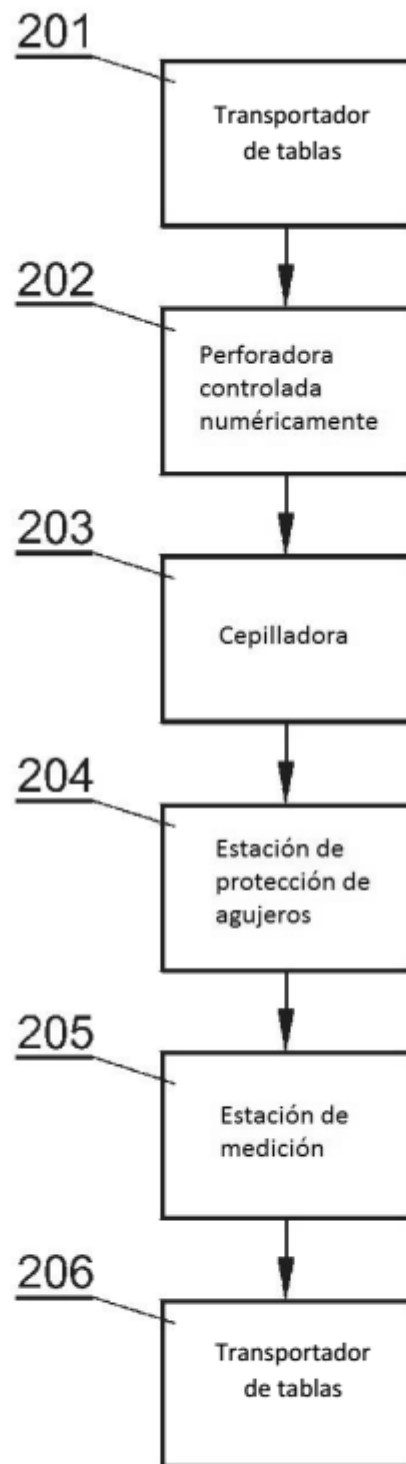 201
Transportador
de tablas
202
Perforadora
controlada
numéricamente
203
Cepilladora
204
Estación de
protección de
agujeros
205
Estación de
medición
206
Transportador
de tablas